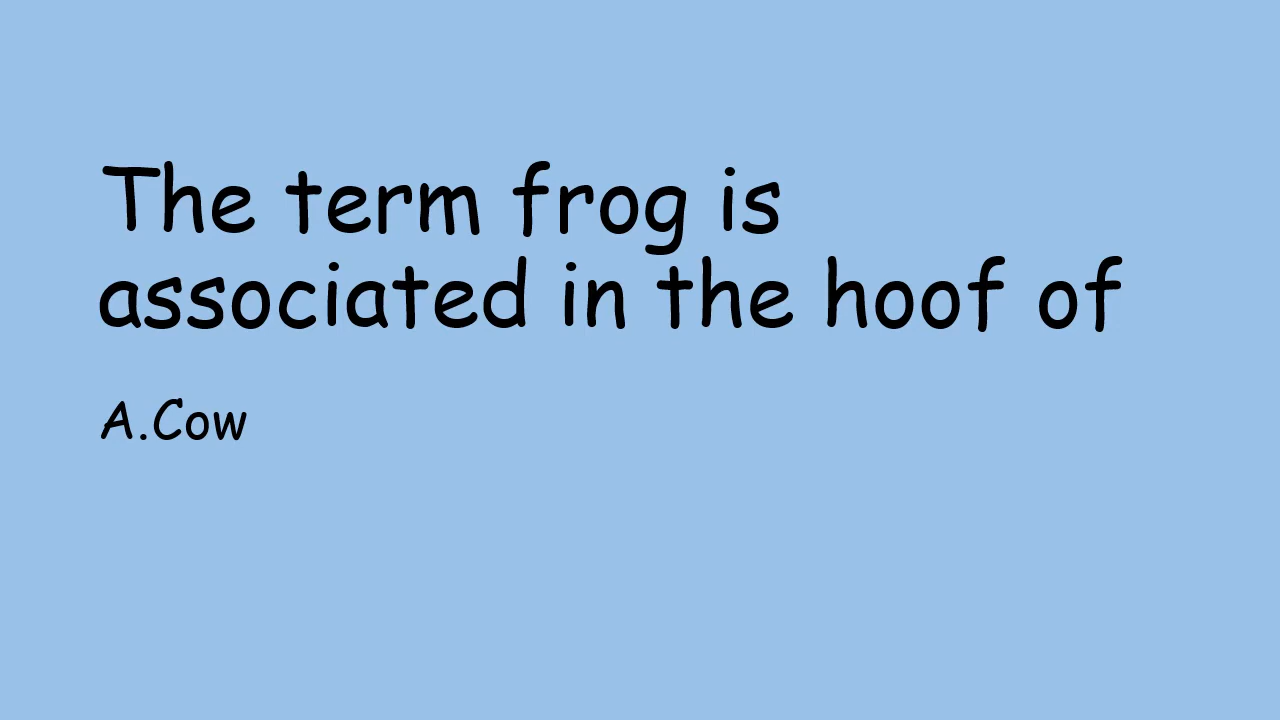 The term frog is
associated in the hoof of
A.Cow